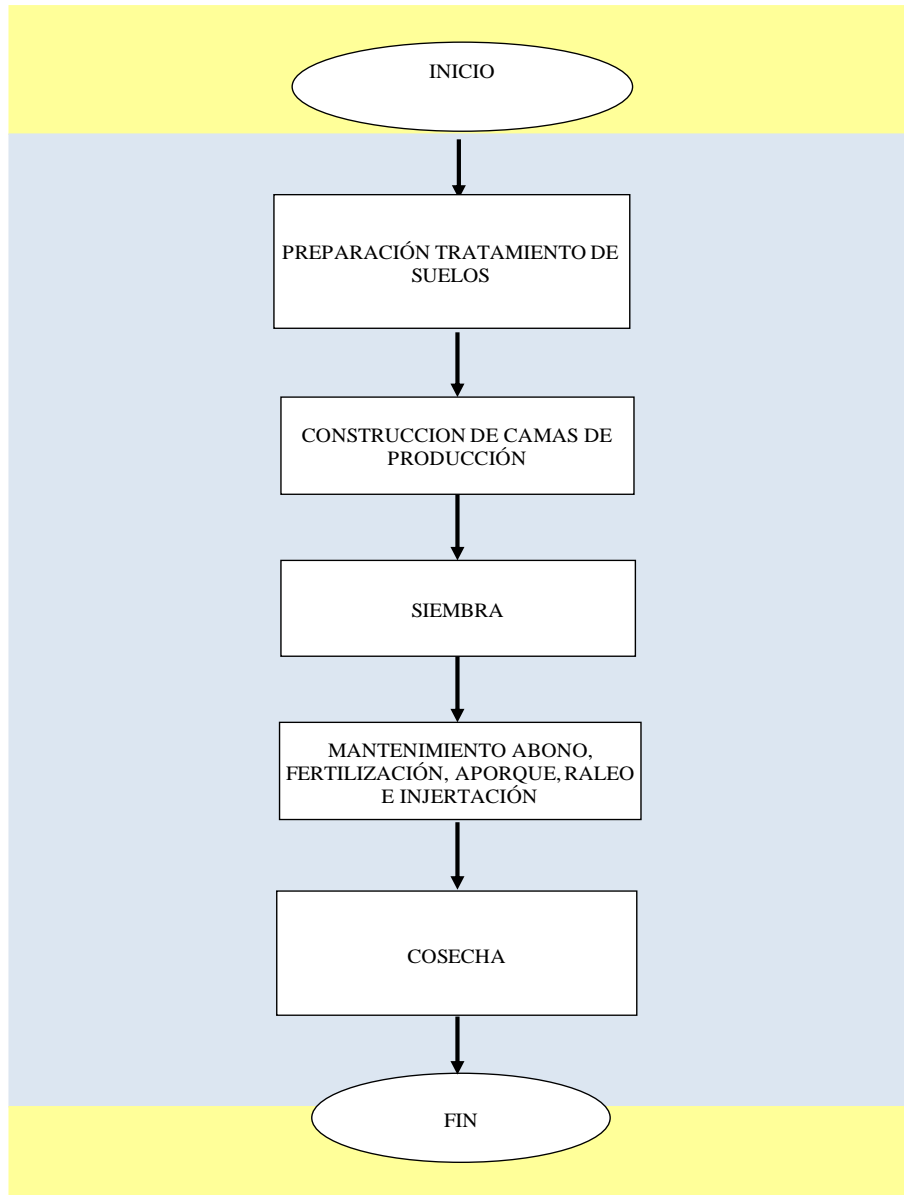 INICIO
PREPARACIÓN TRATAMIENTO DE
SUELOS
CONSTRUCCION DE CAMAS DE
PRODUCCIÓN
SIEMBRA
MANTENIMIENTO ABONO,
FERTILIZACIÓN, APORQUE, RALEO
E INJERTACIÓN
COSECHA
FIN